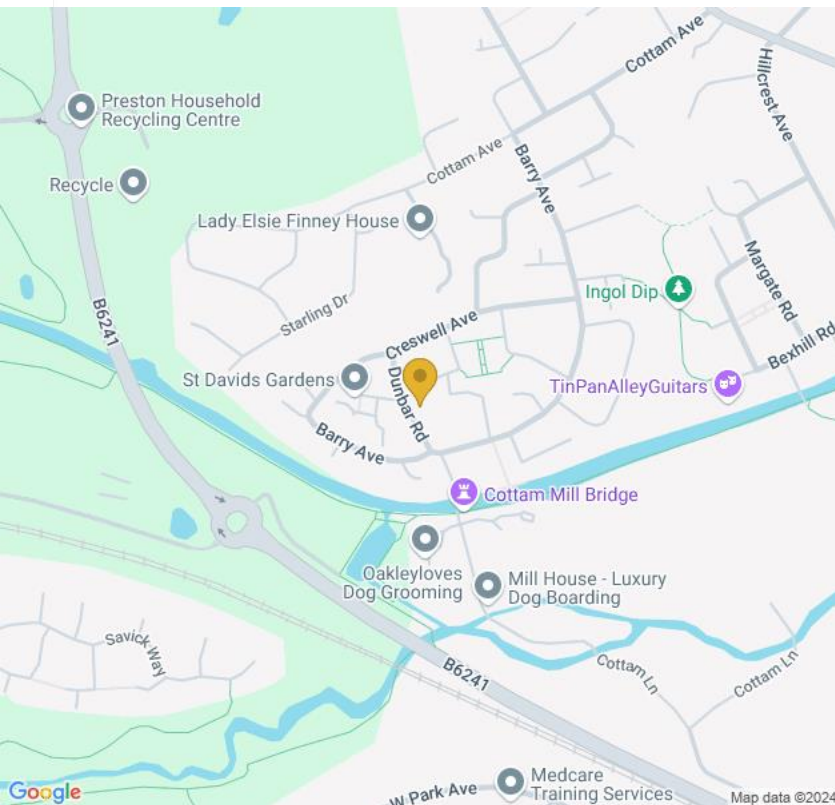 Cottam Ave
Hillcrest Ave
Preston Household
Recycling Centre
Barry Ave
Cottam Ave
Recycle
Lady Elsie Finney House
Margate Rd
Ingol Dip
B6241
Starling Dr
Creswell Ave
Bexhill Rd
St Davids Gardens
Dunbar Rd
TinPanAlleyGuitars
Barry Ave
Cottam Mill Bridge
Oakleyloves
Dog Grooming
Mill House - Luxury
Dog Boarding
Savick Way
B6241
Cottam Ln
Cottam Ln
Medcare
Training Services
W Park Ave
Google
Map data ©2024